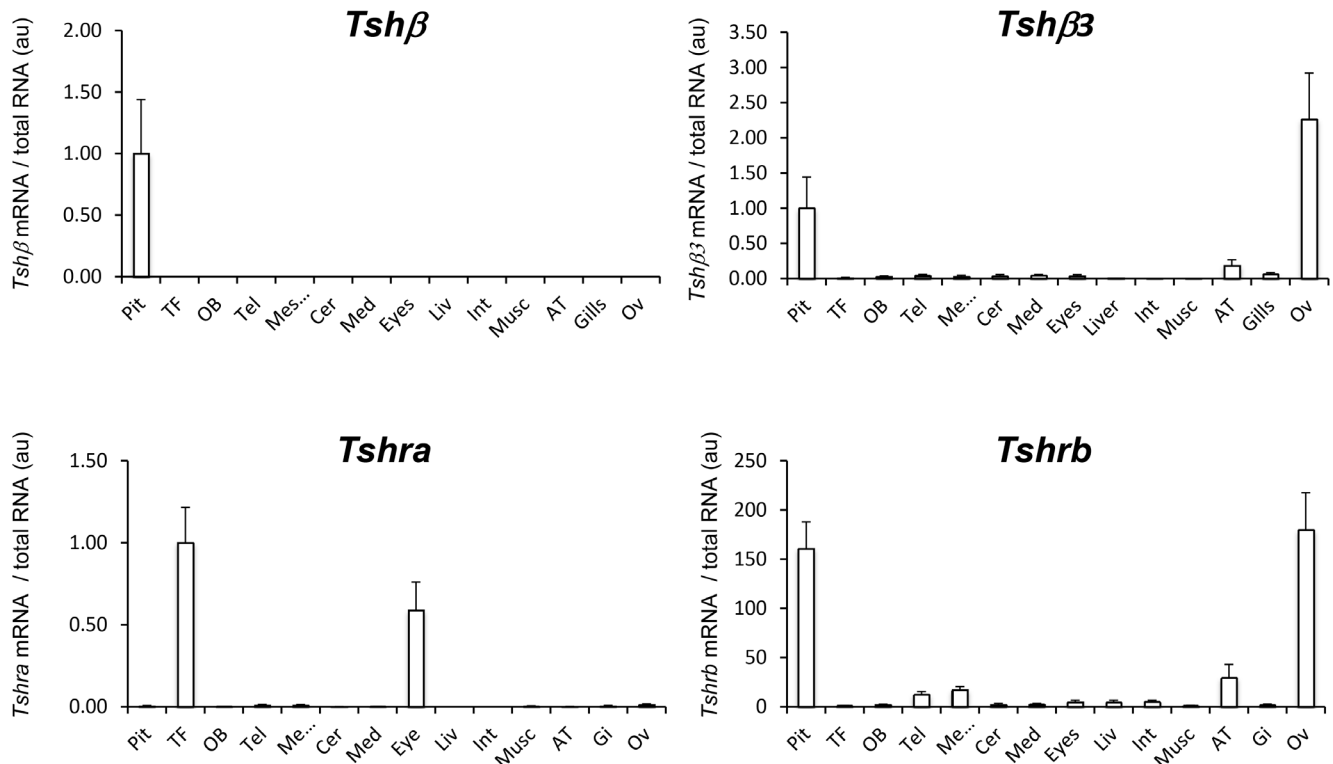 Tshβ
Tshβ mRNA / total RNA (au)
2.00
1.50
1.00
0.50
0.00
Pit TF OB Tel Mes... Cer Med Eyes Liv Int Musc AT Gills Ov
Tshβ3
Tshβ3 mRNA / total RNA (au)
3.50
3.00
2.50
2.00
1.50
1.00
0.50
0.00
Pit TF OB Tel Me... Cer Med Eyes Liver Int Musc AT Gills Ov
Tshra
Tshra mRNA / total RNA (au)
1.50
1.00
0.50
0.00
Pit TF OB Tel Me... Cer Med Eye Liv Int Musc AT Gi Ov
Tshrb
Tshrb mRNA / total RNA (au)
250
200
150
100
50
0
Pit TF OB Tel Me... Cer Med Eyes Liv Int Musc AT Gi Ov